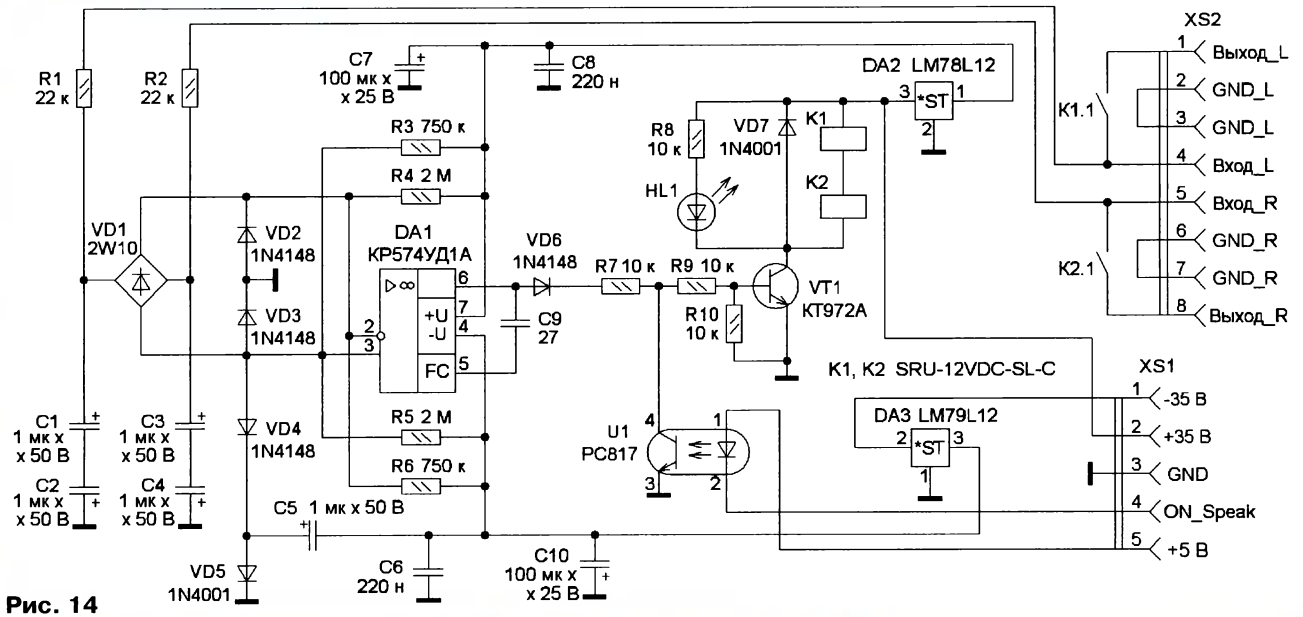 XS2
C7
100 мк х
х 25 В
C8
220 н
DA2 LM78L12
1 Выход_L
2 GND_L
3 GND_L
4 Вход_L
5 Вход_R
6 GND_R
7 GND_R
8 Выход_R
R1
22 к
R2
22 к
3 *ST 1
2
K1.1
K2.1
R3 750 к
R4 2 М
R8
10 к
VD7
1N4001
K1
K2
HL1
VD1
2W10
VD2
1N4148
VD3
1N4148
DA1
КР574УД1А
▷∞
+U
-U
FC
2
3
6
7
4
5
VD6
1N4148
C9
27
R7 10 к
R9 10 к
R10
10 к
VT1
КТ972А
K1, K2 SRU-12VDC-SL-C
XS1
1 -35 В
2 +35 В
3 GND
4 ON_Speak
5 +5 В
DA3 LM79L12
2 *ST 3
1
C1
1 мк х
х 50 В
C2
1 мк х
х 50 В
C3
1 мк х
х 50 В
C4
1 мк х
х 50 В
VD4
1N4148
R5 2 М
R6 750 к
U1
PC817
4
3
1
2
C5 1 мк х 50 В
VD5
1N4001
C6
220 н
C10
100 мк х
х 25 В
Рис. 14